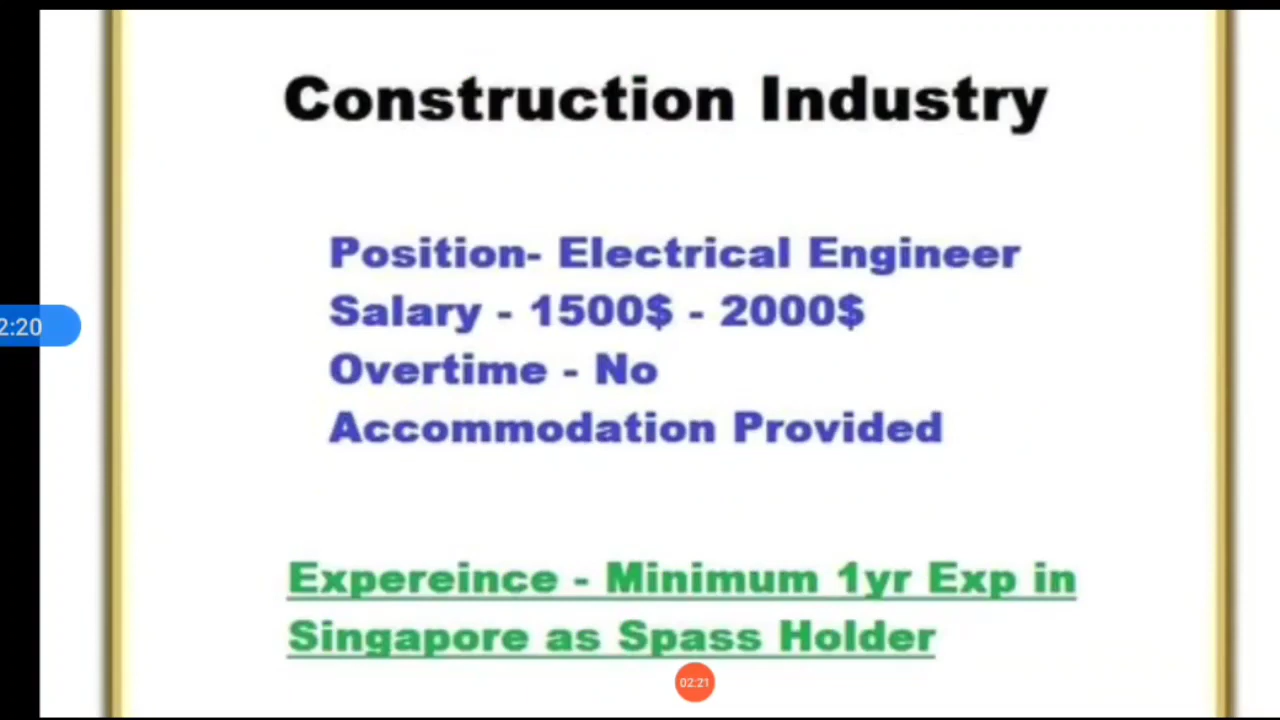 Construction Industry
Position- Electrical Engineer
Salary - 1500$ - 2000$
2:20
Overtime - No
Accommodation Provided
Expereince - Minimum 1yr Exp in
Singapore as Spass Holder
02:21